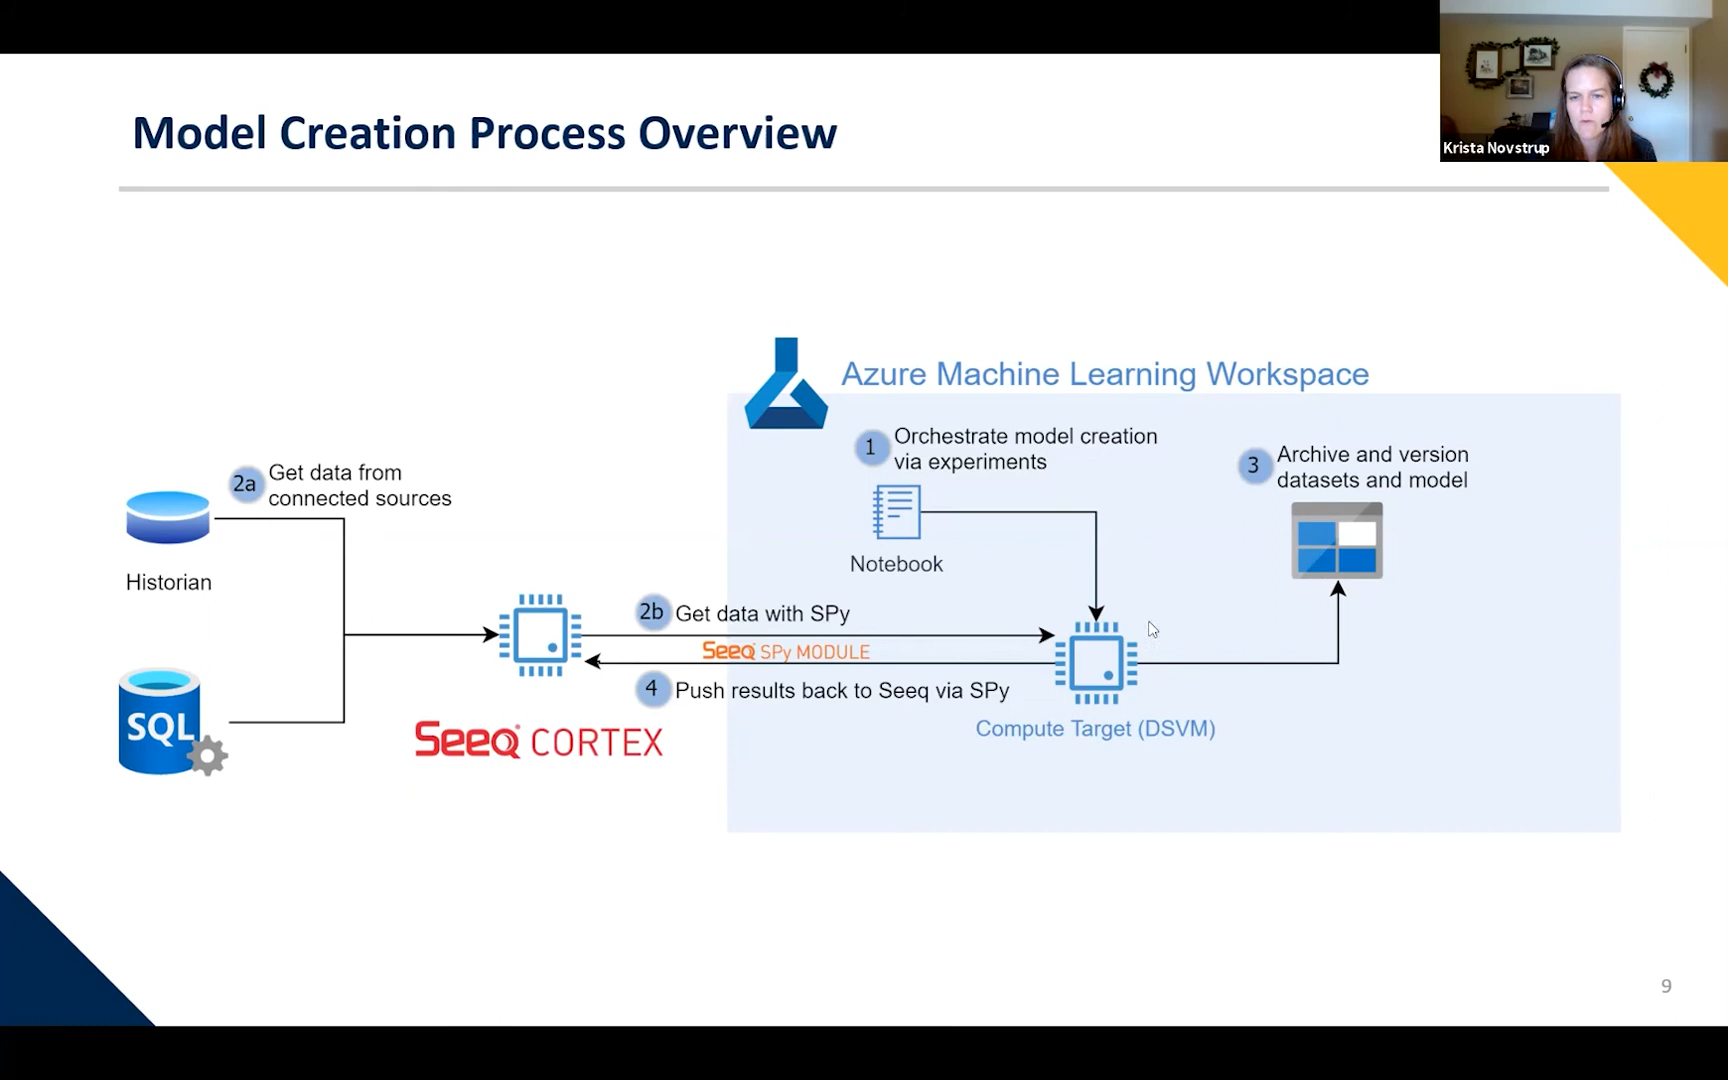 Krista Novstrup
Model Creation Process Overview
Azure Machine Learning Workspace
1
Orchestrate model creation
via experiments
3
Archive and version
datasets and model
2a
Get data from
connected sources
Notebook
Historian
2b
Get data with SPy
Seeq SPy MODULE
4
Push results back to Seeq via SPy
SQL
Seeq® CORTEX
Compute Target (DSVM)
9